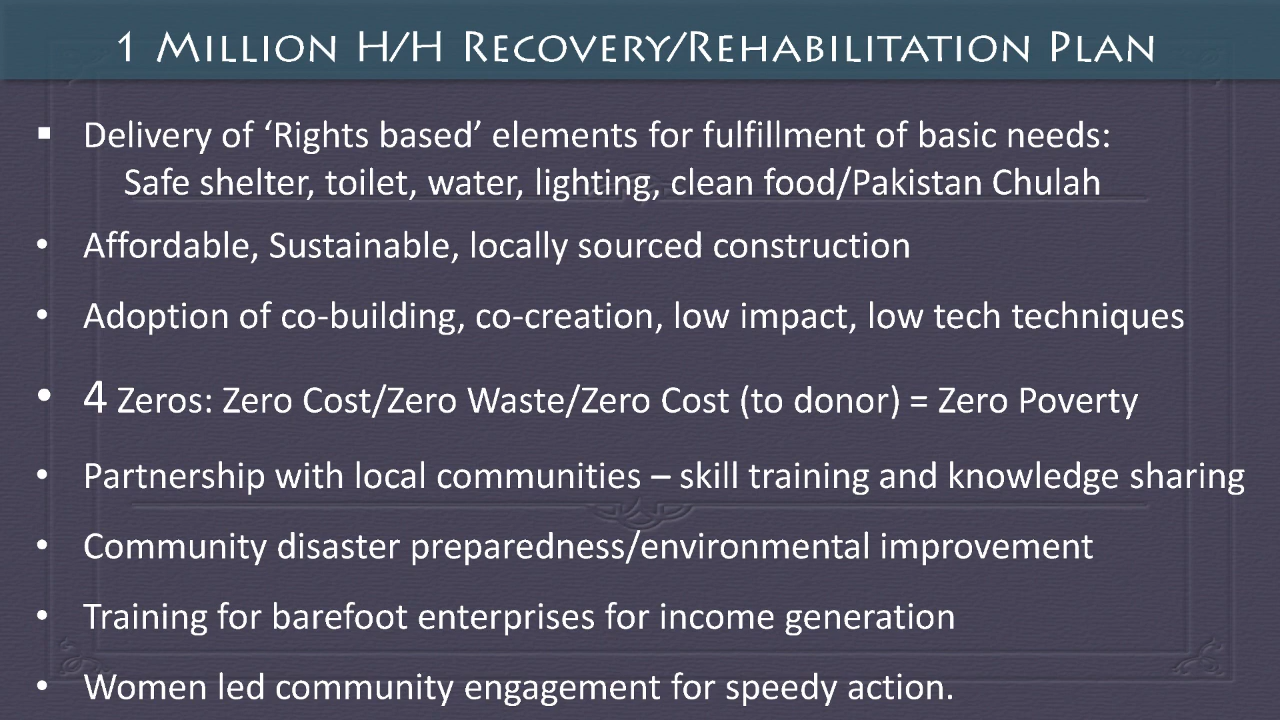 1 Million H/H Recovery/Rehabilitation Plan
▪ Delivery of ‘Rights based’ elements for fulfillment of basic needs:
Safe shelter, toilet, water, lighting, clean food/Pakistan Chulah
• Affordable, Sustainable, locally sourced construction
• Adoption of co-building, co-creation, low impact, low tech techniques
• 4 Zeros: Zero Cost/Zero Waste/Zero Cost (to donor) = Zero Poverty
• Partnership with local communities – skill training and knowledge sharing
• Community disaster preparedness/environmental improvement
• Training for barefoot enterprises for income generation
• Women led community engagement for speedy action.